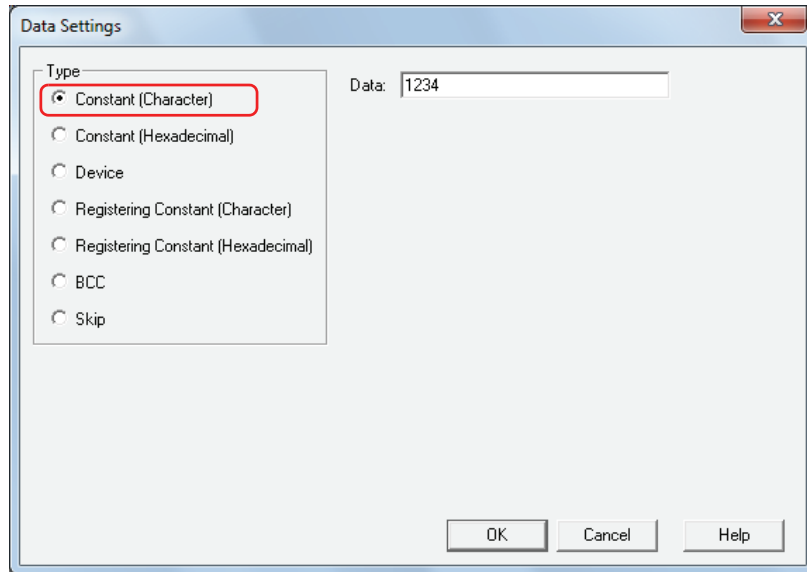 Data Settings
Type
Constant (Character)
Constant (Hexadecimal)
Device
Registering Constant (Character)
Registering Constant (Hexadecimal)
BCC
Skip
Data: 1234
OK Cancel Help